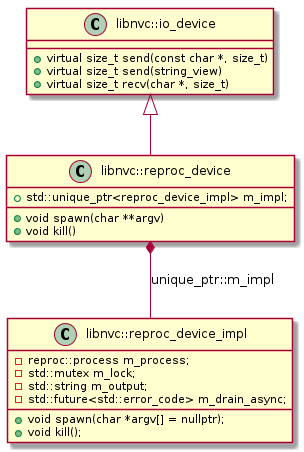 C libnvc::io_device
virtual size_t send(const char *, size_t)
virtual size_t send(string_view)
virtual size_t recv(char *, size_t)
C libnvc::reproc_device
std::unique_ptr<reproc_device_impl> m_impl;
void spawn(char **argv)
void kill()
unique_ptr::m_impl
C libnvc::reproc_device_impl
reproc::process m_process;
std::mutex m_lock;
std::string m_output;
std::future<std::error_code> m_drain_async;
void spawn(char *argv[] = nullptr);
void kill();